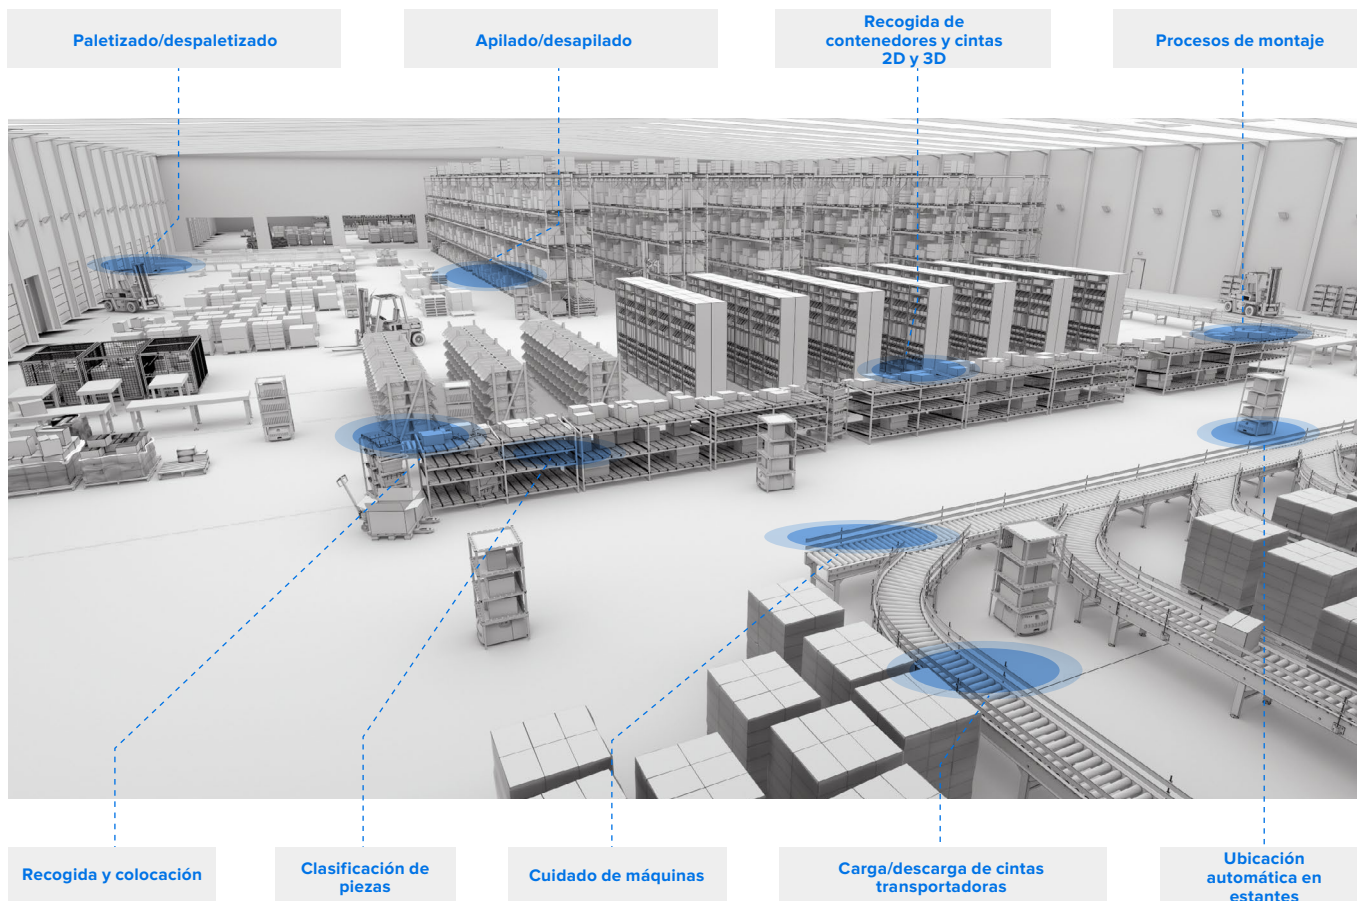 Paletizado/despaletizado
Apilado/desapilado
Recogida de
contenedores y cintas
2D y 3D
Procesos de montaje
Recogida y colocación
Clasificación de
piezas
Cuidado de máquinas
Carga/descarga de cintas
transportadoras
Ubicación
automática en
estantes